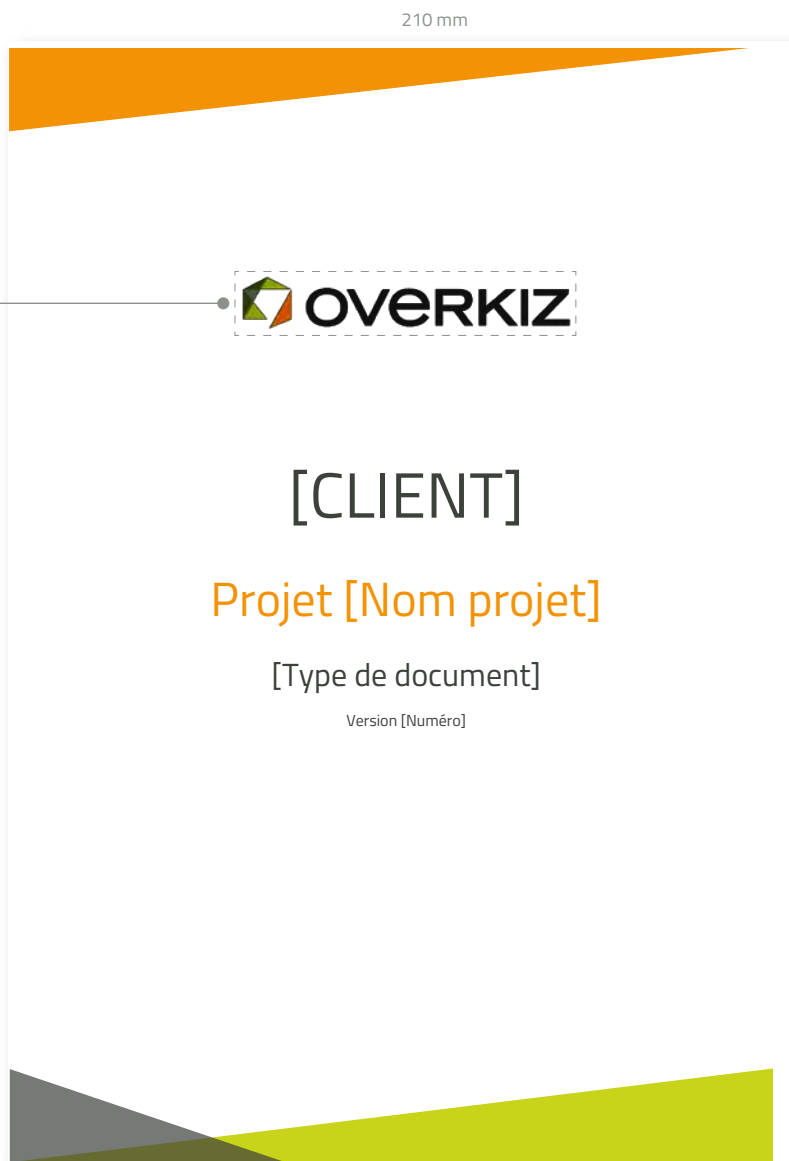 210 mm
OVERKIZ
[CLIENT]
Projet [Nom projet]
[Type de document]
Version [Numéro]